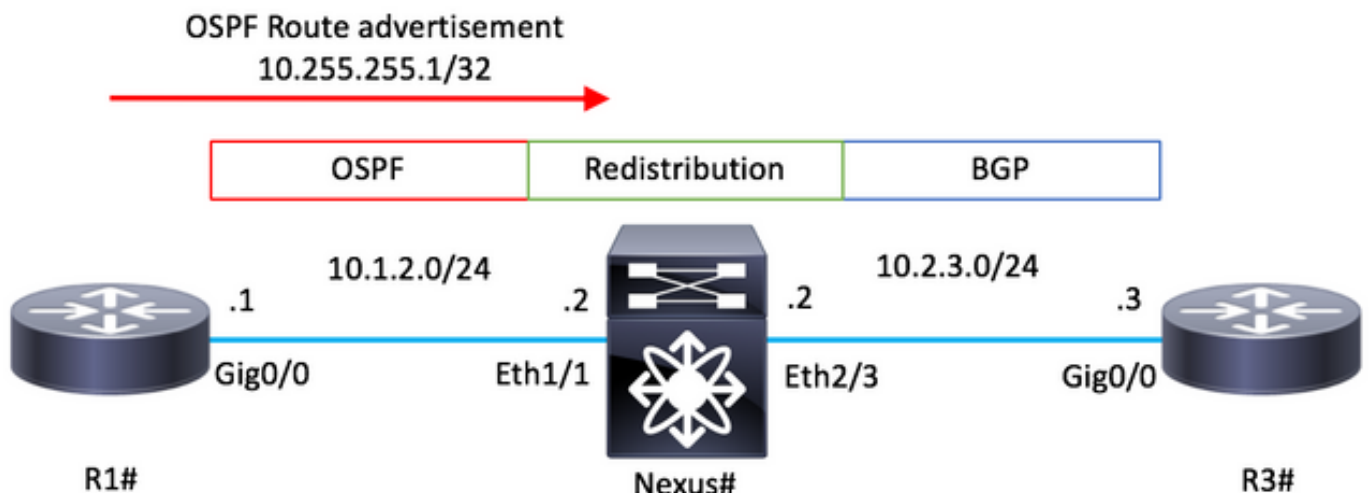 OSPF Route advertisement
10.255.255.1/32
OSPF
Redistribution
BGP
10.1.2.0/24
10.2.3.0/24
.1
.2
.2
.3
Gig0/0
Eth1/1
Eth2/3
Gig0/0
R1#
Nexus#
R3#